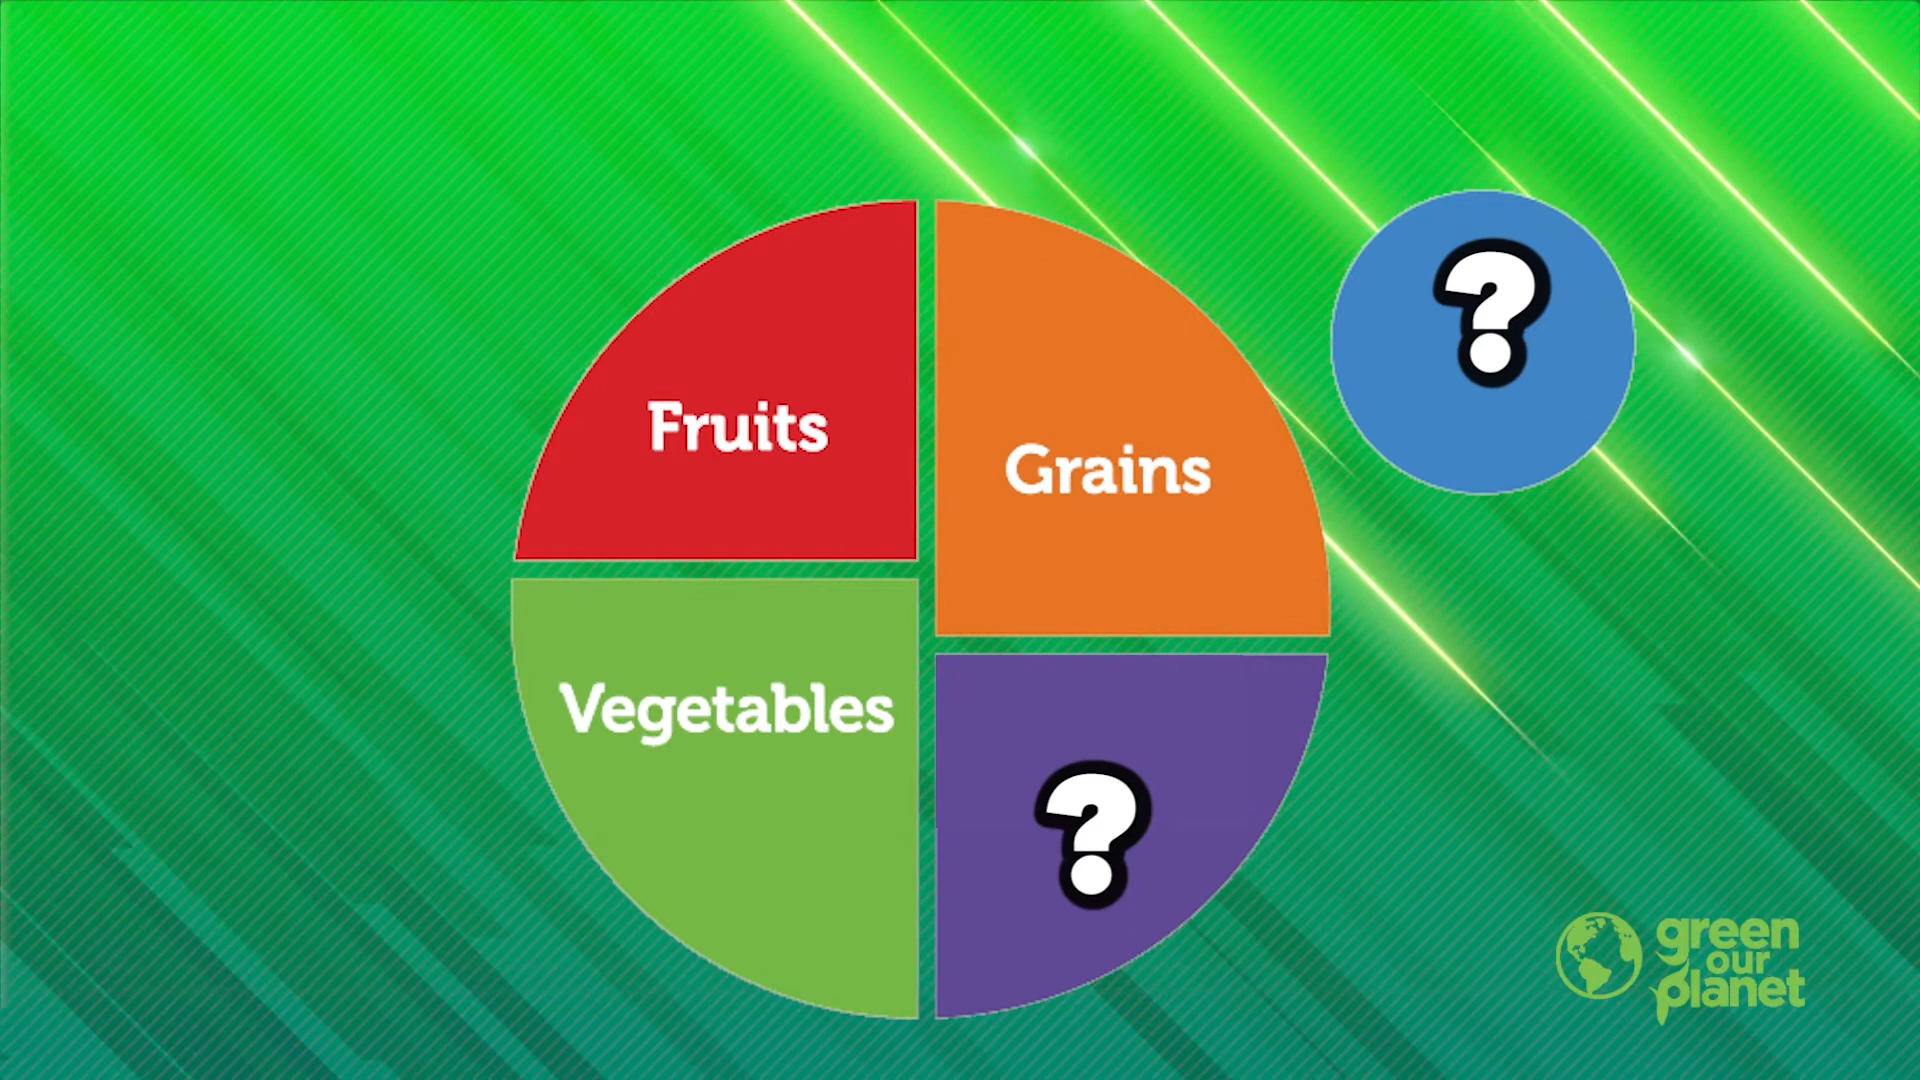 Fruits
Grains
?
Vegetables
?
green
our
planet